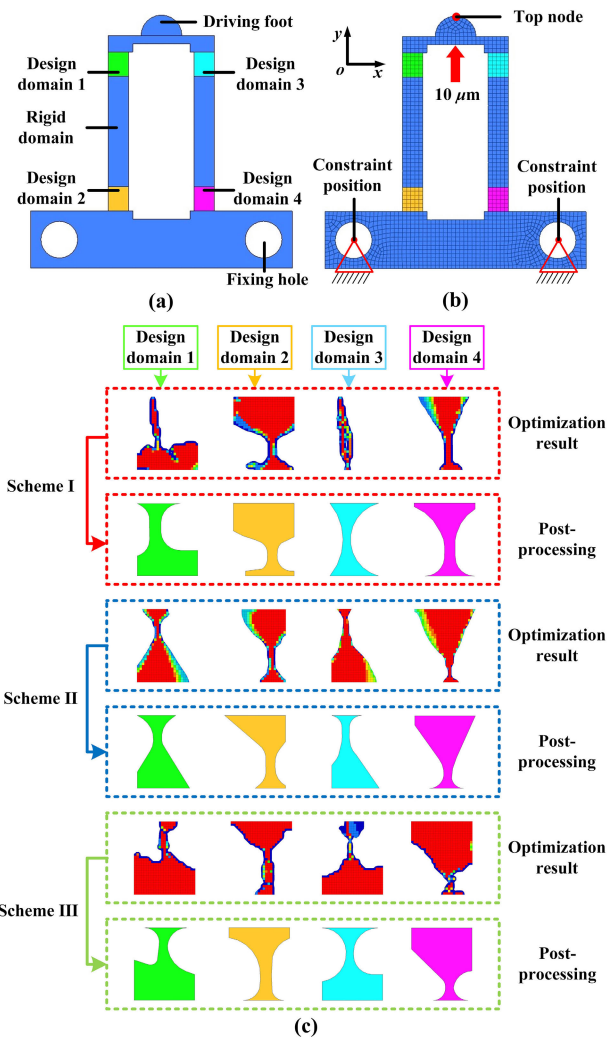 Driving foot
Design
domain 1
Design
domain 3
Rigid
domain
Design
domain 2
Design
domain 4
Fixing hole
(a)
y
o
x
Top node
10 μm
Constraint
position
Constraint
position
(b)
Design
domain 1
Design
domain 2
Design
domain 3
Design
domain 4
Optimization
result
Scheme I
Post-
processing
Optimization
result
Scheme II
Post-
processing
Optimization
result
Scheme III
Post-
processing
(c)